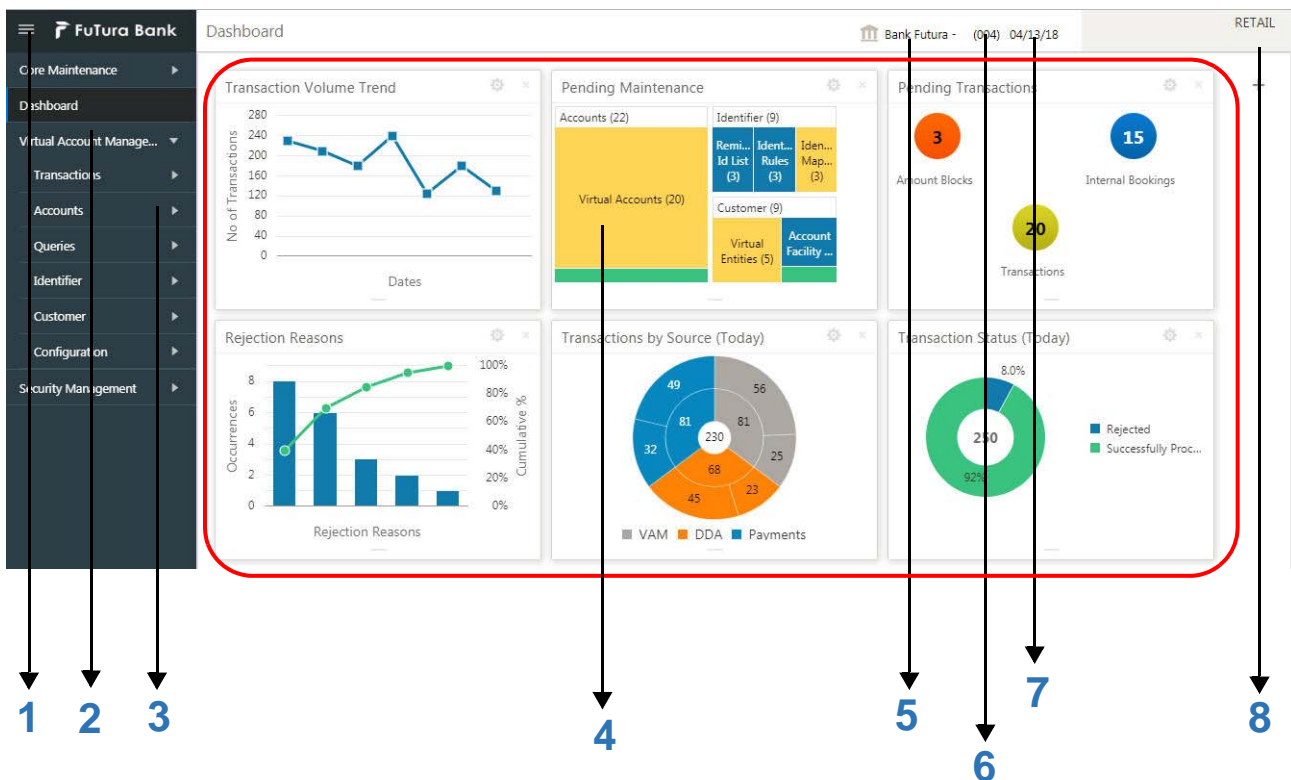 FuTura Bank
Dashboard
Bank Futura - (004) 04/13/18
RETAIL
Core Maintenance
Dashboard
Virtual Account Manage...
Transactions
Accounts
Queries
Identifier
Customer
Configuration
Security Management
Transaction Volume Trend
No of Transactions
280
240
200
160
120
80
40
0
Dates
Pending Maintenance
Accounts (22)
Virtual Accounts (20)
Identifier (9)
Remi... Id List (3)
Ident... Rules (3)
Iden... Map... (3)
Customer (9)
Virtual Entities (5)
Account Facility ...
Pending Transactions
3
Amount Blocks
15
Internal Bookings
20
Transactions
Rejection Reasons
Occurrences
8
6
4
2
0
100%
80%
60%
40%
20%
0%
Cumulative %
Rejection Reasons
Transactions by Source (Today)
49
56
81
81
230
32
25
68
45
23
VAM DDA Payments
Transaction Status (Today)
8.0%
250
92%
Rejected
Successfully Proc...
1
2
3
4
5
6
7
8